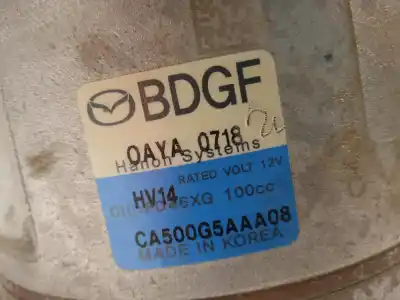 BDGF
OAYA 0718
Hanon Systems
RATED VOLT 12V
HV14
100cc
CA500G5AAA08
MADE IN KOREA